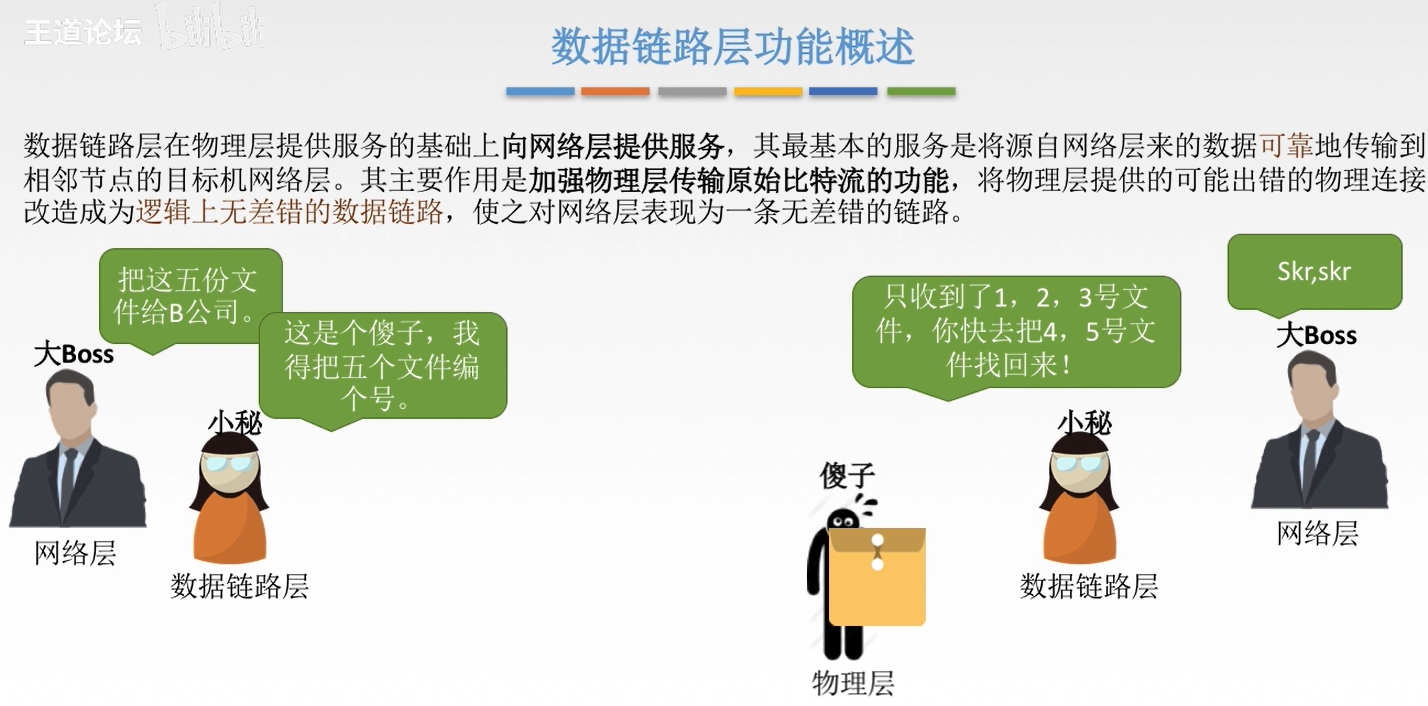 王道论坛 bilibili
数据链路层功能概述
数据链路层在物理层提供服务的基础上向网络层提供服务，其最基本的服务是将源自网络层来的数据可靠地传输到
相邻节点的目标机网络层。其主要作用是加强物理层传输原始比特流的功能，将物理层提供的可能出错的物理连接
改造成为逻辑上无差错的数据链路，使之对网络层表现为一条无差错的链路。
把这五份文
件给B公司。
大Boss
网络层
这是个傻子，我
得把五个文件编
个号。
小秘
数据链路层
傻子
物理层
只收到了1，2，3号文
件，你快去把4，5号文
件找回来！
小秘
数据链路层
Skr,skr
大Boss
网络层